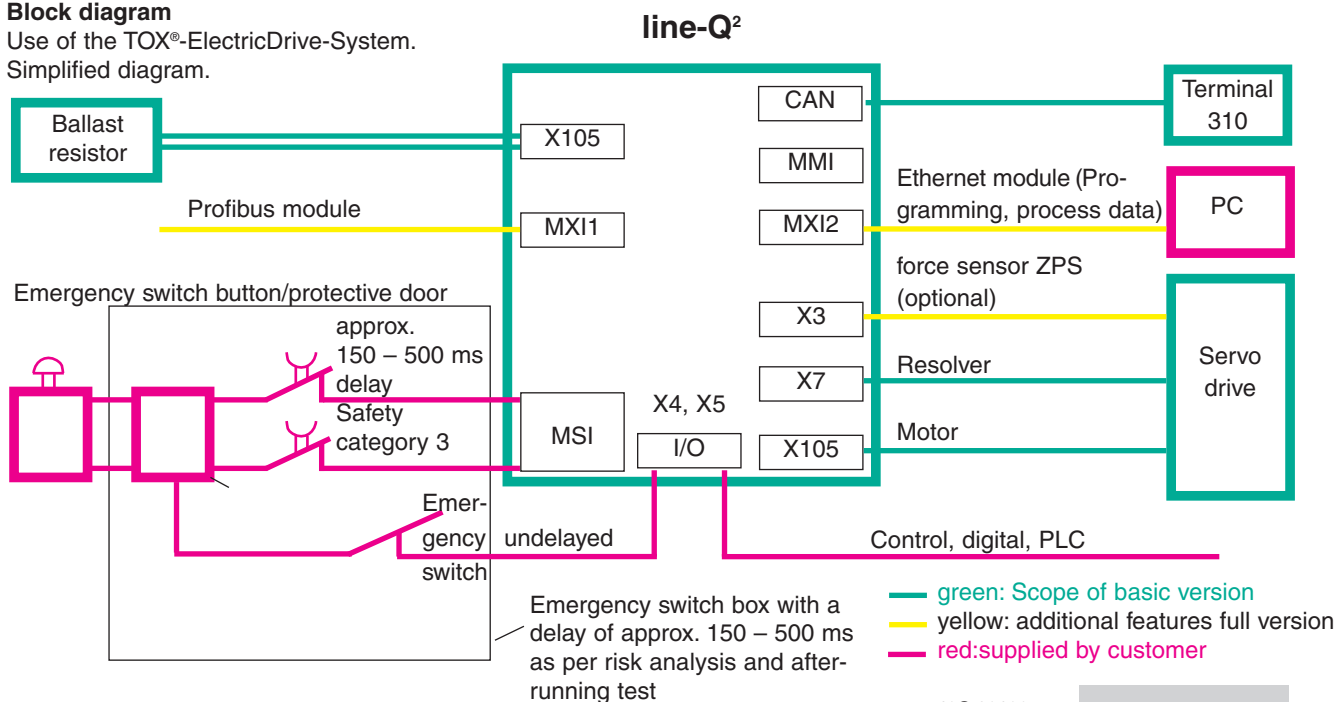 Block diagram
Use of the TOX®-ElectricDrive-System.
Simplified diagram.
line-Q²
Ballast
resistor
X105
CAN
Terminal
310
MMI
Profibus module
MXI1
MXI2
Ethernet module (Pro-
gramming, process data)
PC
force sensor ZPS
(optional)
X3
Emergency switch button/protective door
approx.
150 – 500 ms
delay
Safety
category 3
Resolver
X7
Servo
drive
MSI
X4, X5
I/O
Motor
X105
Emer-
gency
switch
undelayed
Control, digital, PLC
Emergency switch box with a
delay of approx. 150 – 500 ms
as per risk analysis and after-
running test
green: Scope of basic version
yellow: additional features full version
red:supplied by customer